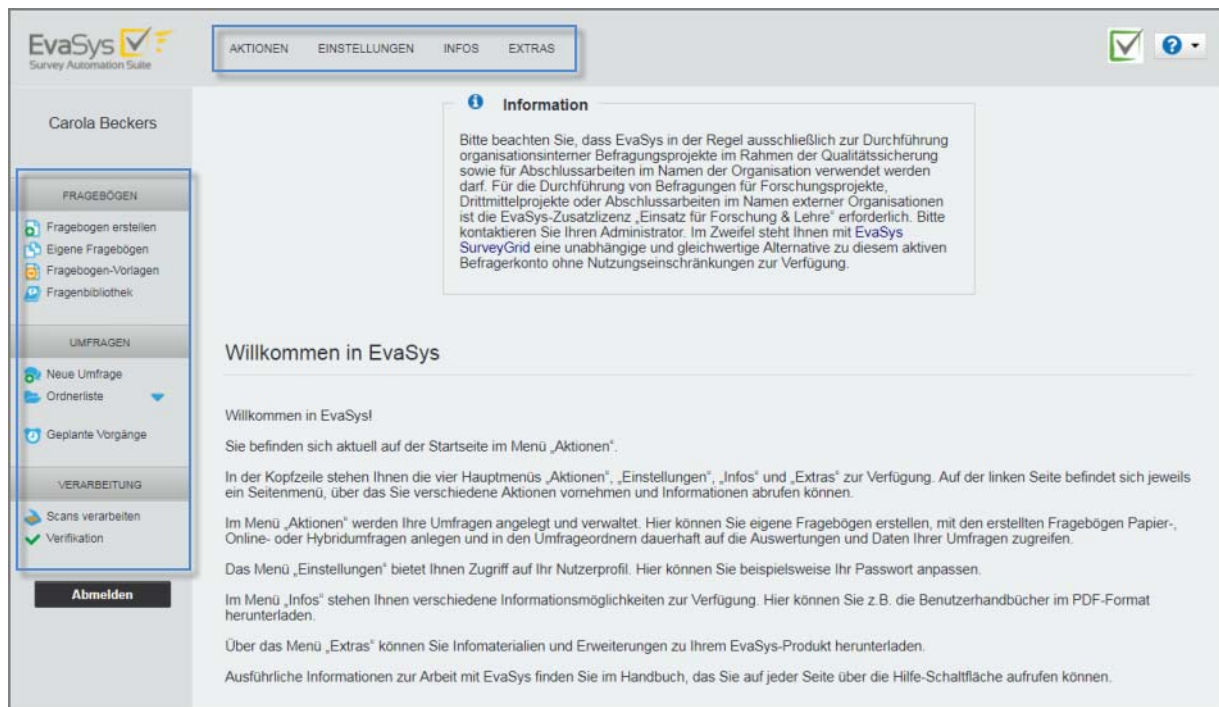 EvaSys
Survey Automation Suite
AKTIONEN EINSTELLUNGEN INFOS EXTRAS
Carola Beckers
FRAGEBÖGEN
Fragebogen erstellen
Eigene Fragebögen
Fragebogen-Vorlagen
Fragenbibliothek
UMFRAGEN
Neue Umfrage
Ordnerliste
Geplante Vorgänge
VERARBEITUNG
Scans verarbeiten
Verifikation
Abmelden
Information
Bitte beachten Sie, dass EvaSys in der Regel ausschließlich zur Durchführung
organisationsinterner Befragungsprojekte im Rahmen der Qualitätssicherung
sowie für Abschlussarbeiten im Namen der Organisation verwendet werden
darf. Für die Durchführung von Befragungen für Forschungsprojekte,
Drittmittelprojekte oder Abschlussarbeiten im Namen externer Organisationen
ist die EvaSys-Zusatzlizenz „Einsatz für Forschung & Lehre“ erforderlich. Bitte
kontaktieren Sie Ihren Administrator. Im Zweifel steht Ihnen mit EvaSys
SurveyGrid eine unabhängige und gleichwertige Alternative zu diesem aktiven
Befragerkonto ohne Nutzungseinschränkungen zur Verfügung.
Willkommen in EvaSys
Willkommen in EvaSys!
Sie befinden sich aktuell auf der Startseite im Menü „Aktionen“.
In der Kopfzeile stehen Ihnen die vier Hauptmenüs „Aktionen“, „Einstellungen“, „Infos“ und „Extras“ zur Verfügung. Auf der linken Seite befindet sich jeweils
ein Seitenmenü, über das Sie verschiedene Aktionen vornehmen und Informationen abrufen können.
Im Menü „Aktionen“ werden Ihre Umfragen angelegt und verwaltet. Hier können Sie eigene Fragebögen erstellen, mit den erstellten Fragebögen Papier-,
Online- oder Hybridumfragen anlegen und in den Umfrageordnern dauerhaft auf die Auswertungen und Daten Ihrer Umfragen zugreifen.
Das Menü „Einstellungen“ bietet Ihnen Zugriff auf Ihr Nutzerprofil. Hier können Sie beispielsweise Ihr Passwort anpassen.
Im Menü „Infos“ stehen Ihnen verschiedene Informationsmöglichkeiten zur Verfügung. Hier können Sie z.B. die Benutzerhandbücher im PDF-Format
herunterladen.
Über das Menü „Extras“ können Sie Infomaterialien und Erweiterungen zu Ihrem EvaSys-Produkt herunterladen.
Ausführliche Informationen zur Arbeit mit EvaSys finden Sie im Handbuch, das Sie auf jeder Seite über die Hilfe-Schaltfläche aufrufen können.